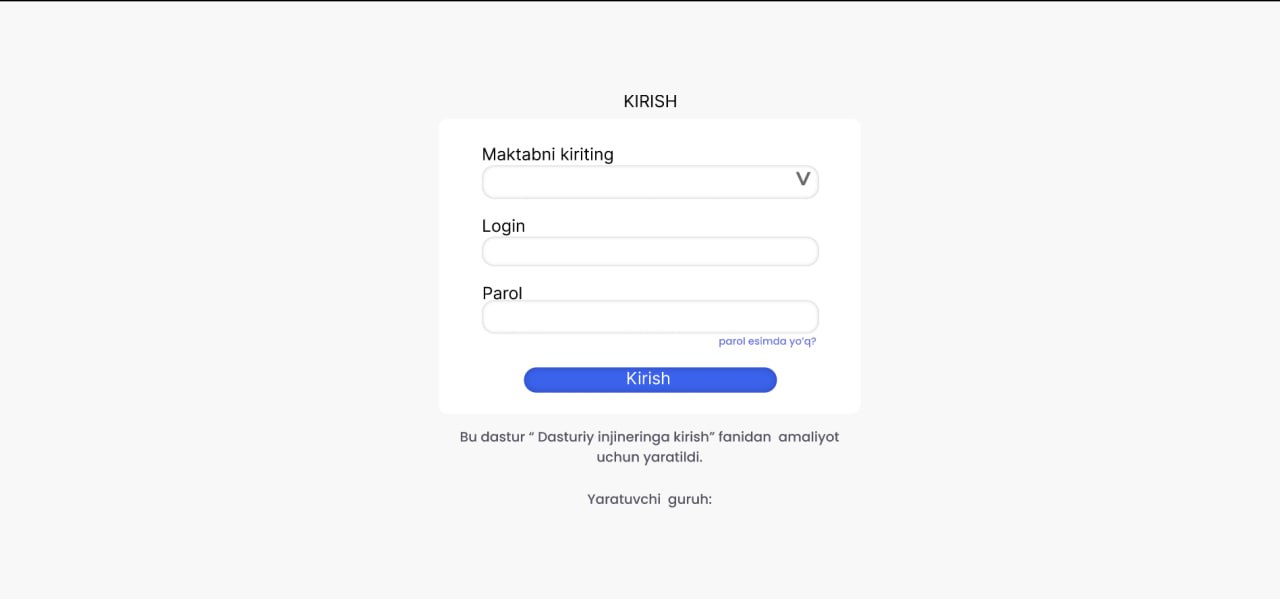 KIRISH
Maktabni kiriting
V
Login
Parol
parol esimda yo'q?
Kirish
Bu dastur “ Dasturiy injineringa kirish” fanidan amaliyot
uchun yaratildi.
Yaratuvchi guruh: